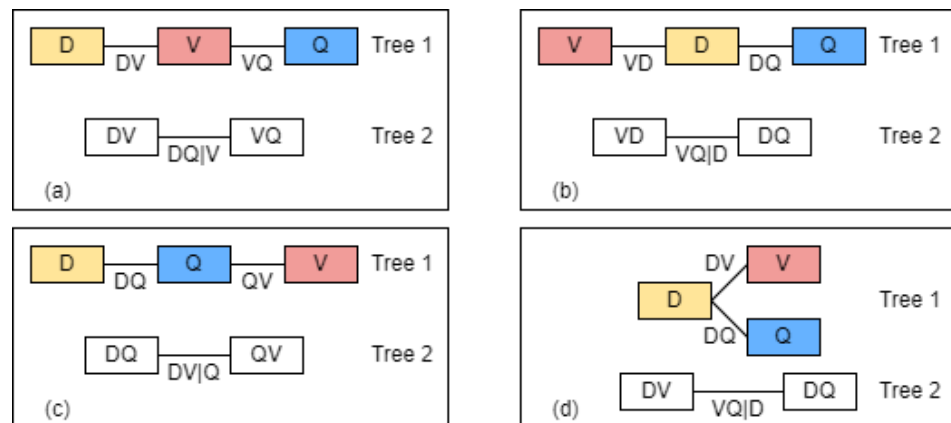 D V Q Tree 1
DV VQ
DV VQ Tree 2
DQ|V
(a)
V D Q Tree 1
VD DQ
VD DQ Tree 2
VQ|D
(b)
D Q V Tree 1
DQ QV
DQ QV Tree 2
DV|Q
(c)
DV V
D Tree 1
DQ Q
DV DQ Tree 2
VQ|D
(d)